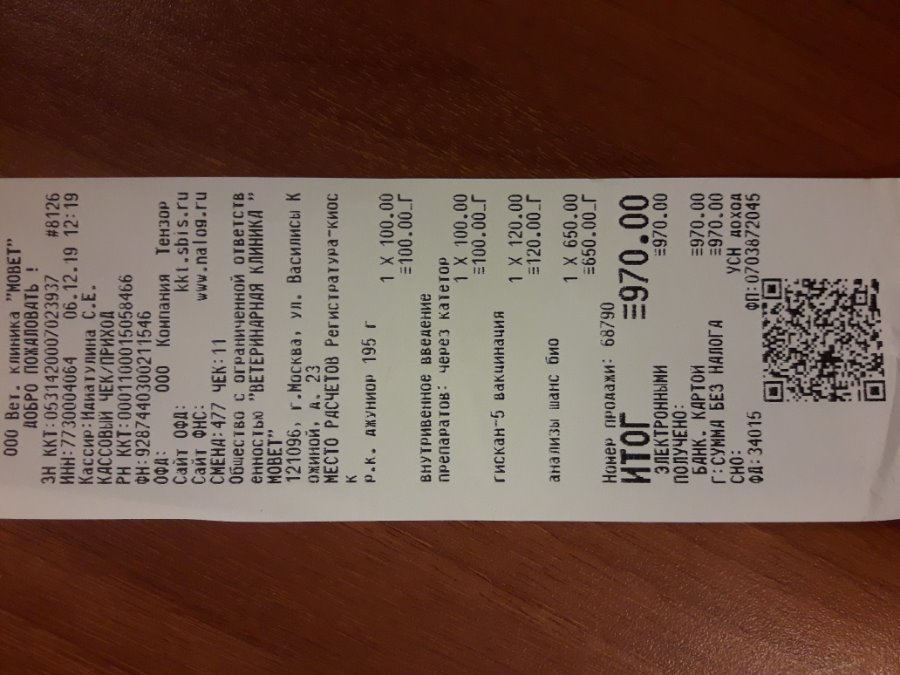 ООО Вет. клиника "МОВЕТ"
ДОБРО ПОЖАЛОВАТЬ !
ЗН ККТ:05314200070239​37 #8126
ИНН:7730004064 06.12.19 12:19
Кассир:Идиатулина С.Е.
КАССОВЫЙ ЧЕК/ПРИХОД
РН ККТ:0001100015058466
ФН:9287440300211546
ОФД: ООО Компания Тензор
Сайт ОФД: kkt.sbis.ru
Сайт ФНС: www.nalog.ru
СМЕНА:477 ЧЕК:11
Общество с ограниченной ответств
енностью "ВЕТЕРИНАРНАЯ КЛИНИКА "
МОВЕТ"
121096, г.Москва, ул. Василисы К
ожиной, д. 23
МЕСТО РАСЧЕТОВ Регистратура-киос
к
р.к. джуниор 195 г
1 X 100.00
=100.00_Г
внутривенное введение
препаратов: через катетор
1 X 100.00
=100.00_Г
гискан-5 вакцинация
1 X 120.00
=120.00_Г
анализы шанс био
1 X 650.00
=650.00_Г
Номер продажи: 68790
ИТОГ =970.00
ЭЛЕКТРОННЫМИ =970.00
ПОЛУЧЕНО:
БАНК. КАРТОЙ =970.00
Г:СУММА БЕЗ НАЛОГА =970.00
СНО: УСН доход
ФД:34015 ФП:0703872045